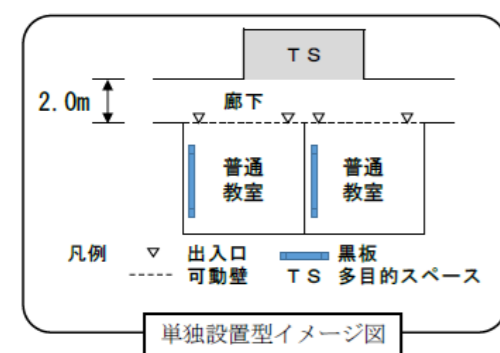 TS
2.0m
廊下
普通
教室
普通
教室
凡例 ▽ 出入口 黒板
----- 可動壁 TS 多目的スペース
単独設置型イメージ図